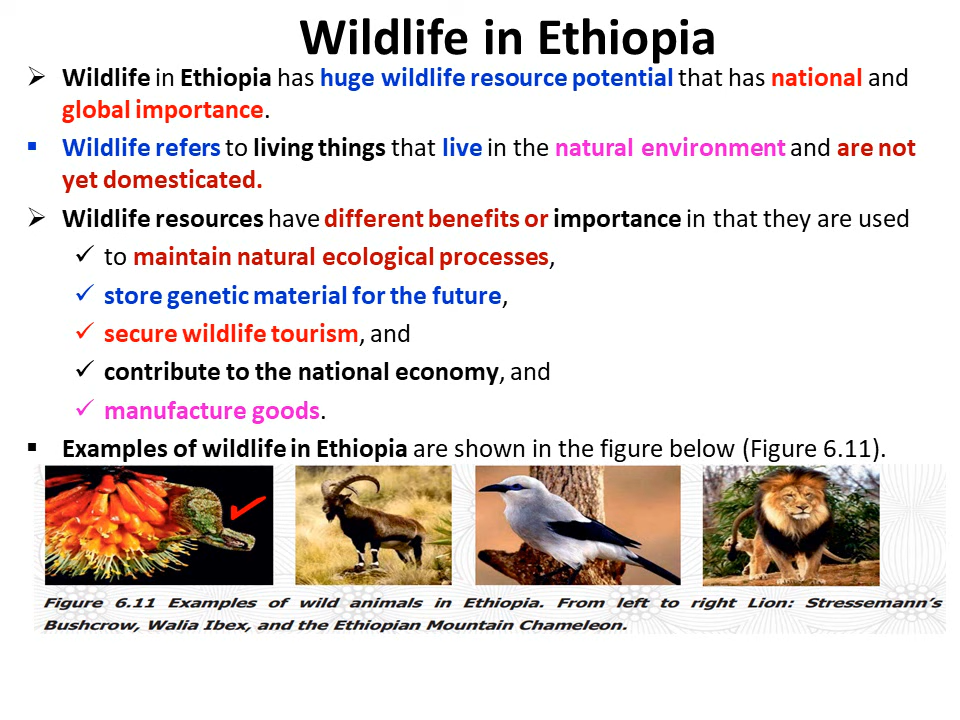 Wildlife in Ethiopia
Wildlife in Ethiopia has huge wildlife resource potential that has national and
global importance.
Wildlife refers to living things that live in the natural environment and are not
yet domesticated.
Wildlife resources have different benefits or importance in that they are used
to maintain natural ecological processes,
store genetic material for the future,
secure wildlife tourism, and
contribute to the national economy, and
manufacture goods.
Examples of wildlife in Ethiopia are shown in the figure below (Figure 6.11).
Figure 6.11 Examples of wild animals in Ethiopia. From left to right Lion: Stressemann's
Bushcrow, Walia Ibex, and the Ethiopian Mountain Chameleon.